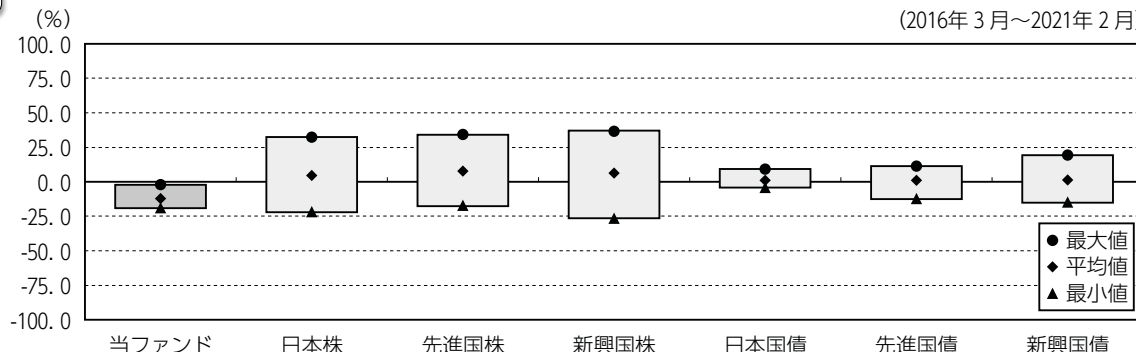 (%)
(2016年3月～2021年2月)
100.0
75.0
50.0
25.0
0.0
-25.0
-50.0
-75.0
-100.0
● 最大値
◆ 平均値
▲ 最小値
当ファンド 日本株 先進国株 新興国株 日本国債 先進国債 新興国債